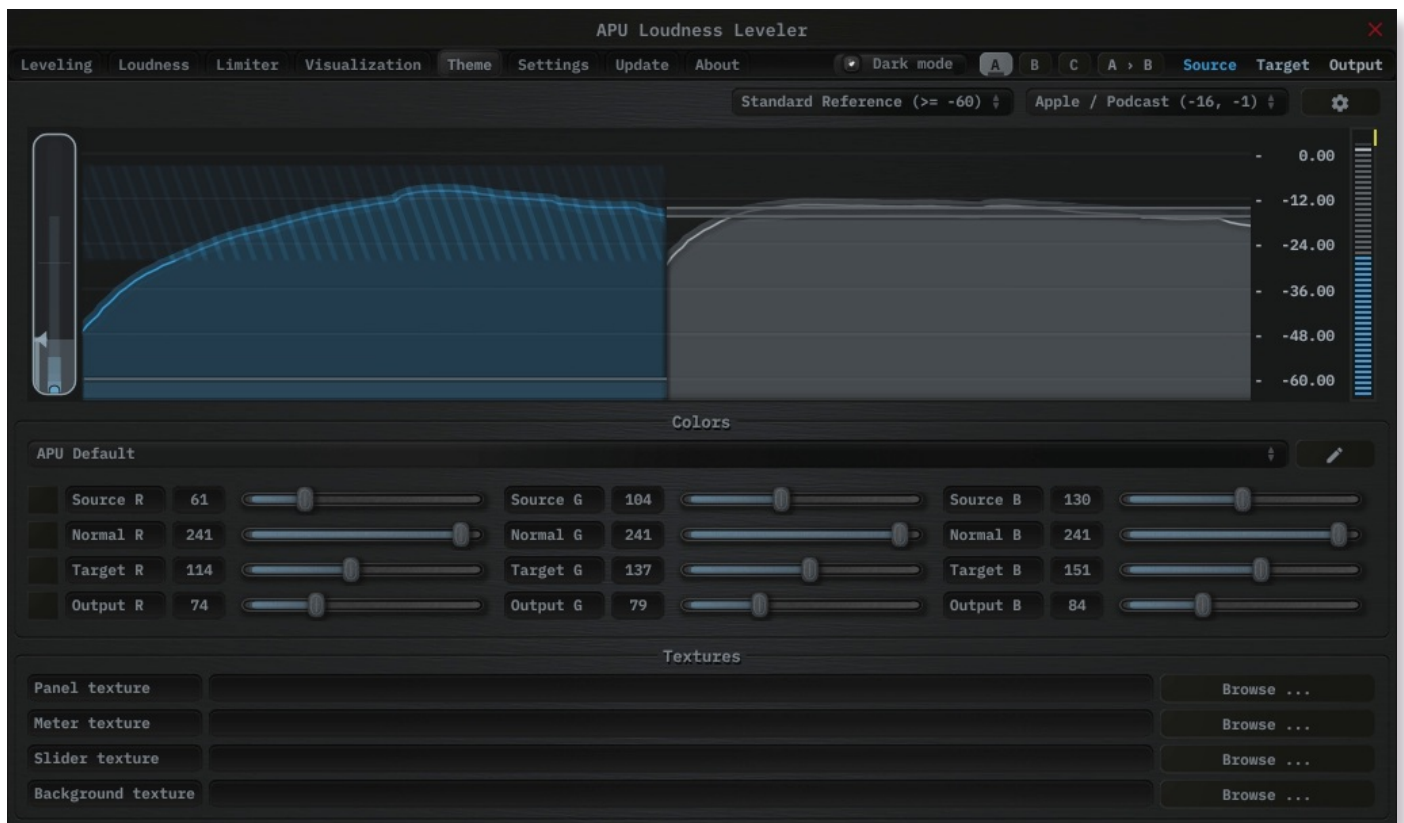 APU Loudness Leveler
Leveling Loudness Limiter Visualization Theme Settings Update About Dark mode A B C A › B Source Target Output
Standard Reference (>= -60) Apple / Podcast (-16, -1)
- 0.00
- -12.00
- -24.00
- -36.00
- -48.00
- -60.00
Colors
APU Default
Source R 61 Source G 104 Source B 130
Normal R 241 Normal G 241 Normal B 241
Target R 114 Target G 137 Target B 151
Output R 74 Output G 79 Output B 84
Textures
Panel texture Browse ...
Meter texture Browse ...
Slider texture Browse ...
Background texture Browse ...